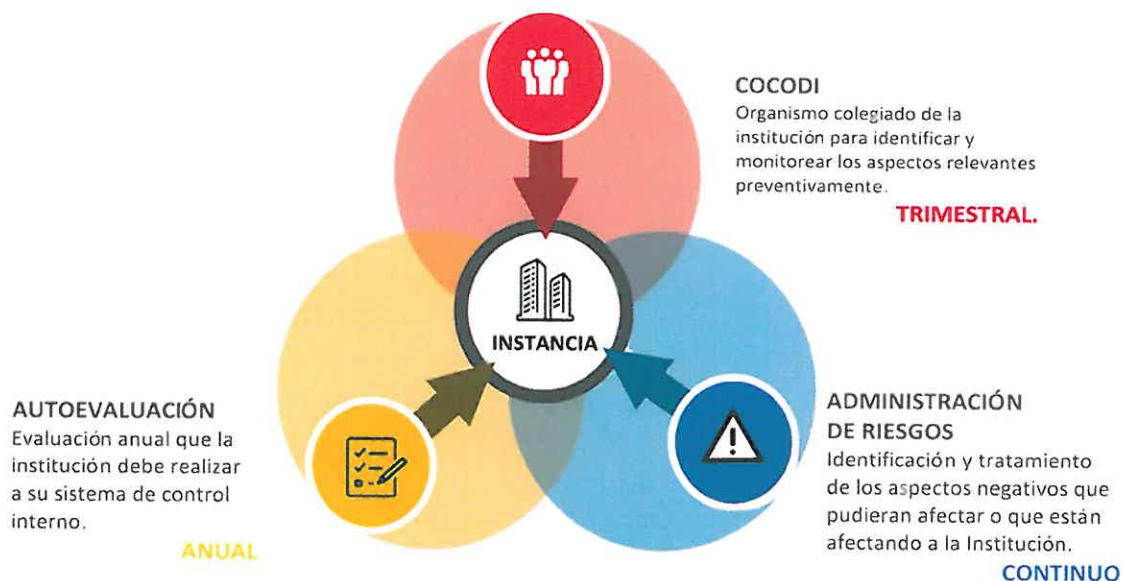 COCODI
Organismo colegiado de la
institución para identificar y
monitorear los aspectos relevantes
preventivamente.
TRIMESTRAL.
INSTANCIA
AUTOEVALUACIÓN
Evaluación anual que la
institución debe realizar
a su sistema de control
interno.
ANUAL
ADMINISTRACIÓN
DE RIESGOS
Identificación y tratamiento
de los aspectos negativos que
pudieran afectar o que están
afectando a la Institución.
CONTINUO